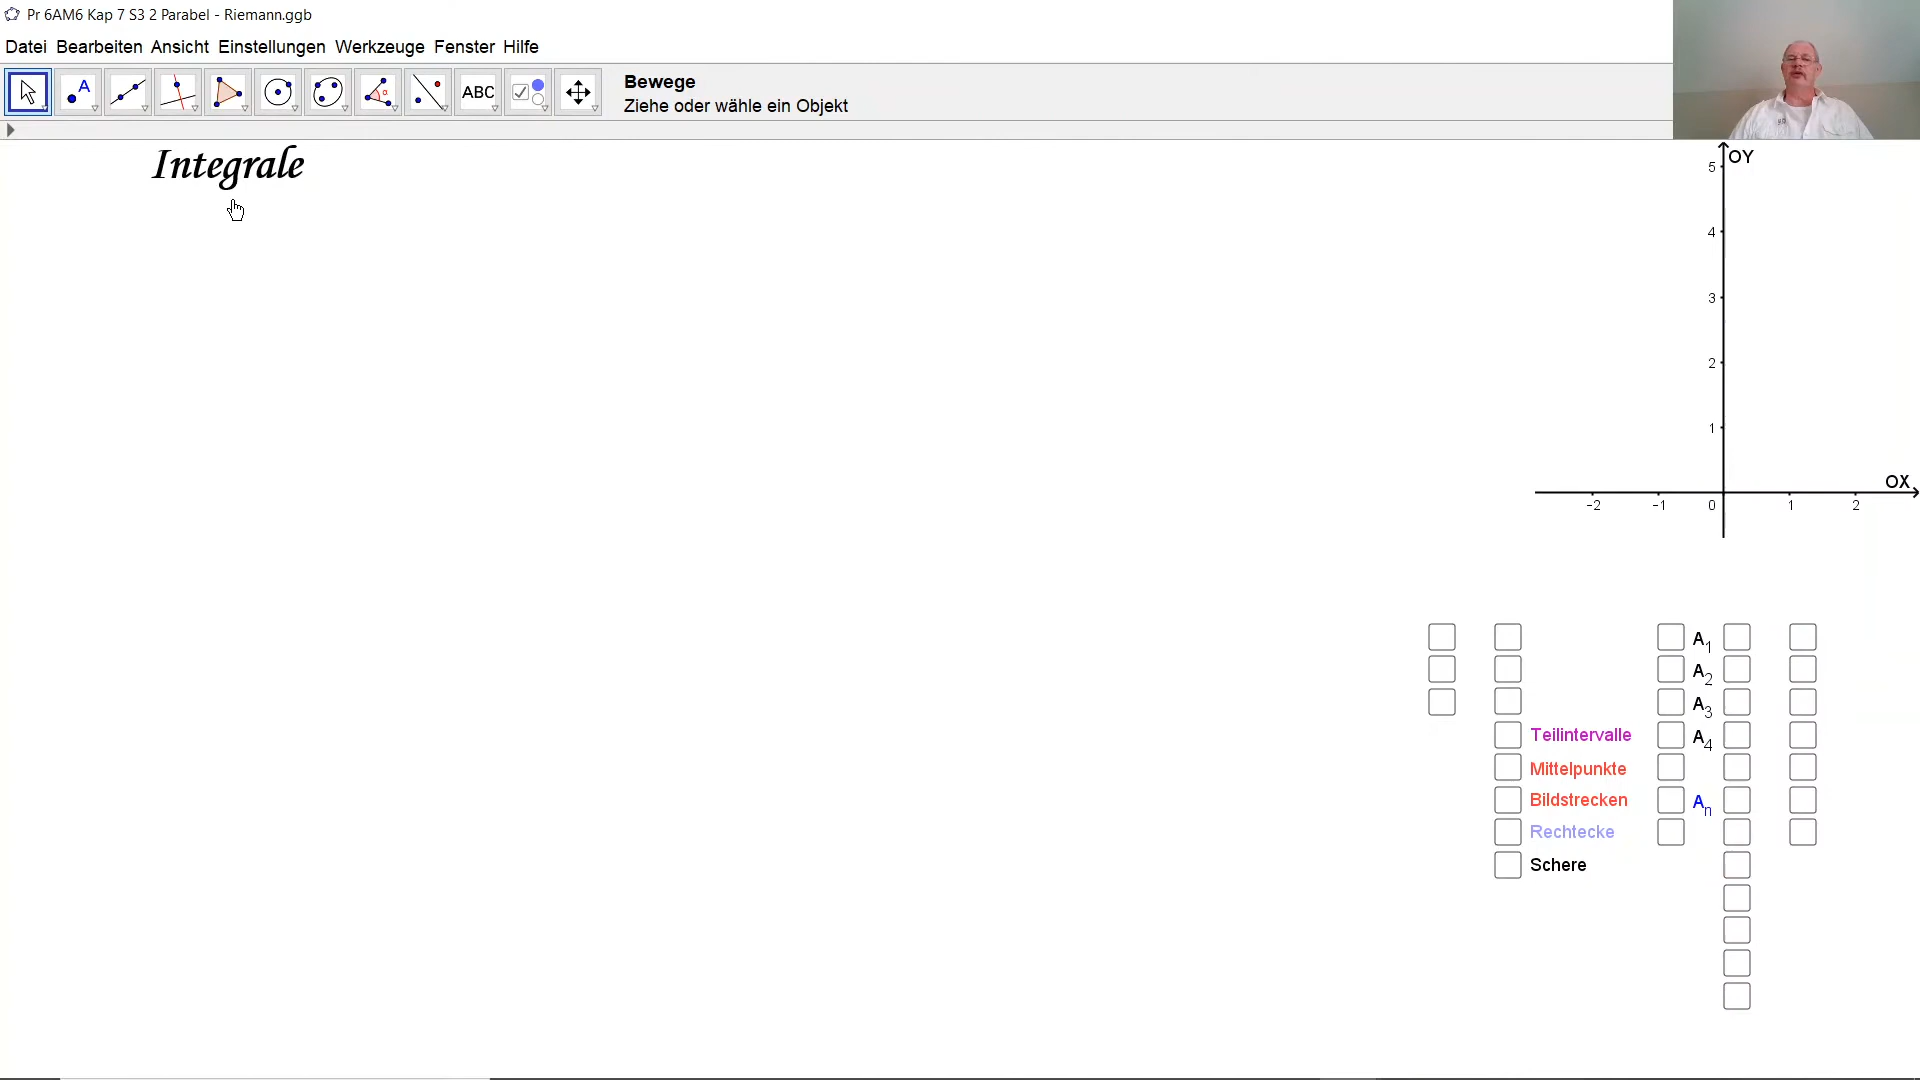 Pr 6AM6 Kap 7 S3 2 Parabel - Riemann.ggb
Datei Bearbeiten Ansicht Einstellungen Werkzeuge Fenster Hilfe
A
α
ABC
Bewege
Ziehe oder wähle ein Objekt
Integrale
OY
5
4
3
2
1
OX
-2 -1 0 1 2
A1
A2
A3
Teilintervalle A4
Mittelpunkte
Bildstrecken An
Rechtecke
Schere